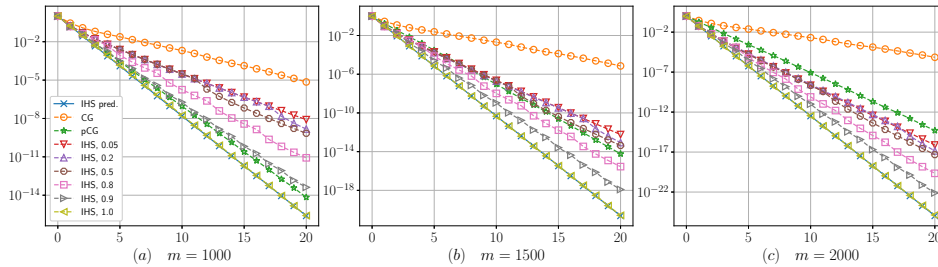 10^{-2}
10^{-5}
10^{-8}
10^{-11}
10^{-14}
IHS pred.
CG
pCG
IHS, 0.05
IHS, 0.2
IHS, 0.5
IHS, 0.8
IHS, 0.9
IHS, 1.0
0 5 10 15 20
(a) m = 1000
10^{-2}
10^{-6}
10^{-10}
10^{-14}
10^{-18}
0 5 10 15 20
(b) m = 1500
10^{-2}
10^{-7}
10^{-12}
10^{-17}
10^{-22}
0 5 10 15 20
(c) m = 2000